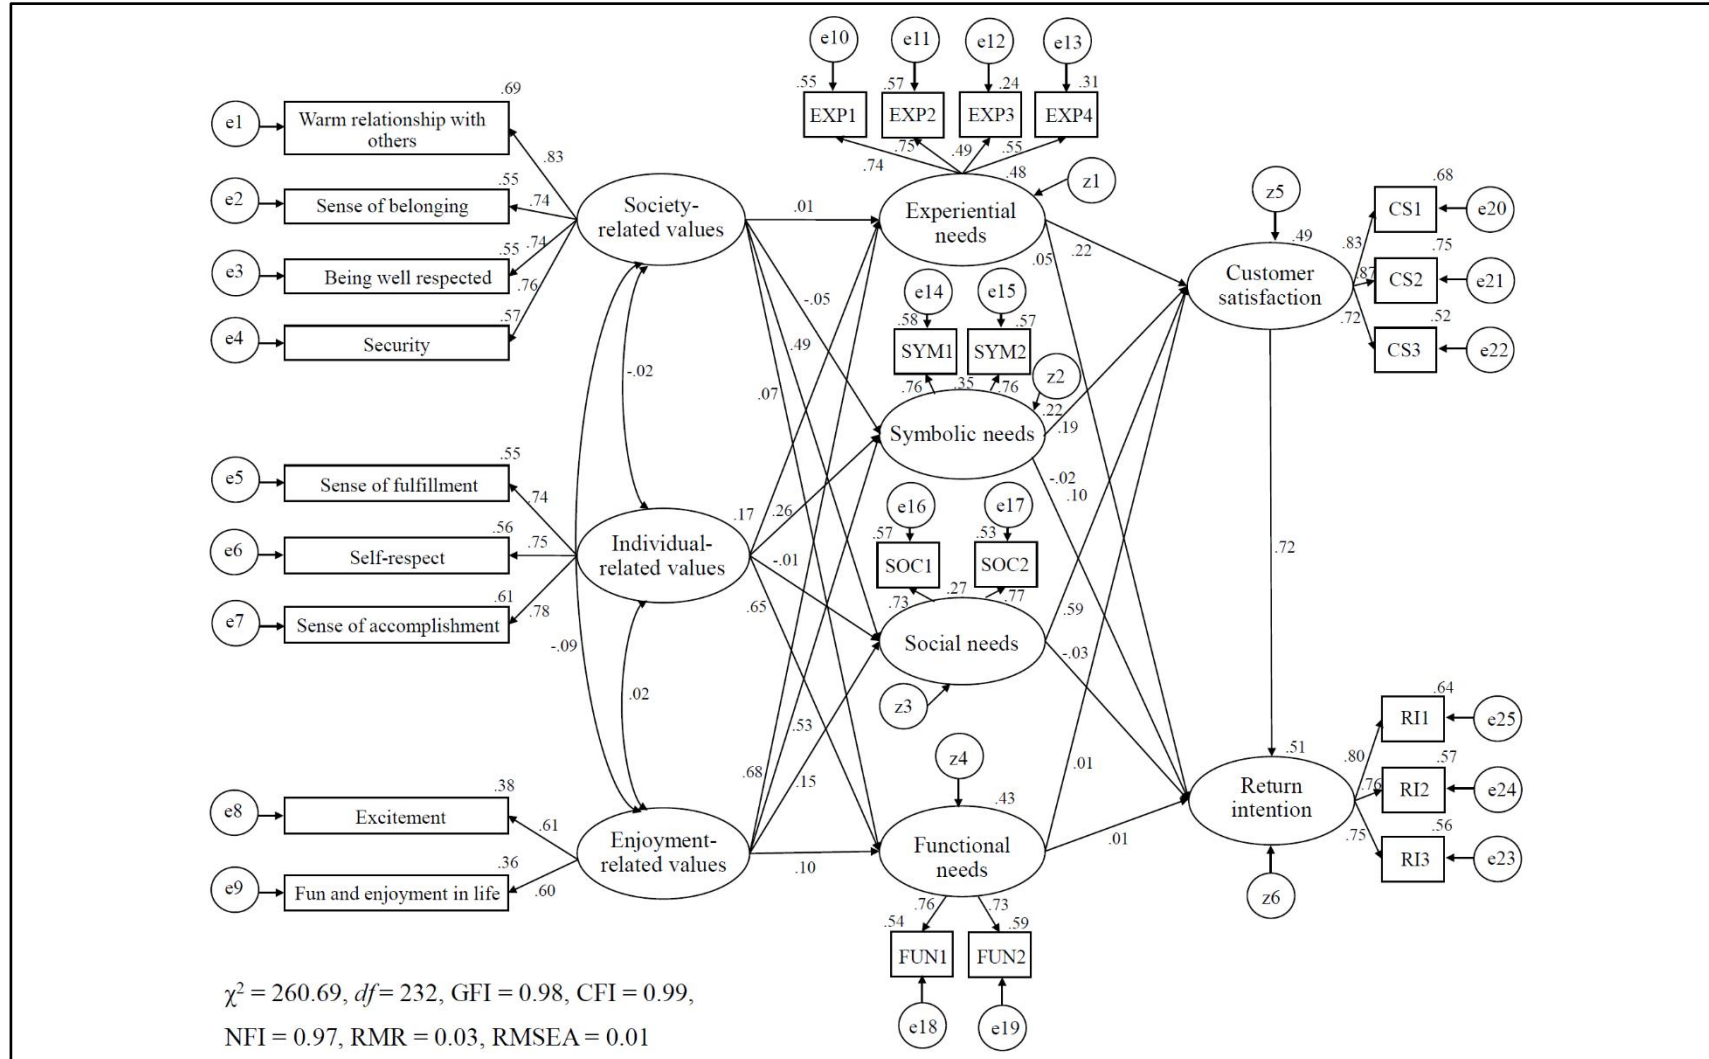 e10
e11
e12
e13
.55
.57
.24
.31
EXP1
EXP2
EXP3
EXP4
.74
.75
.49
.55
.69
e1
Warm relationship with
others
.83
.55
e2
Sense of belonging
.74
.55
.74
e3
Being well respected
.76
.57
e4
Security
Society-
related values
.01
-.05
.49
.07
-.02
.48
z1
Experiential
needs
.22
.05
e14
e15
.58
.57
SYM1
SYM2
.76
.35
.76
z2
.22
Symbolic needs
.19
-.02
.10
z5
.49
Customer
satisfaction
.68
CS1
e20
.83
.75
.87
CS2
e21
.72
.52
CS3
e22
.55
e5
Sense of fulfillment
.74
.56
e6
Self-respect
.75
.61
e7
Sense of accomplishment
.78
Individual-
related values
.17
.26
-.01
.65
-.09
.02
e16
e17
.57
.53
SOC1
SOC2
.73
.27
.77
Social needs
.59
-.03
z3
.72
.53
.68
.15
.38
e8
Excitement
.61
.36
e9
Fun and enjoyment in life
.60
Enjoyment-
related values
.10
z4
.43
Functional
needs
.01
.01
.76
.73
.54
.59
FUN1
FUN2
e18
e19
.51
Return
intention
z6
.64
RI1
e25
.80
.57
.76
RI2
e24
.75
.56
RI3
e23
χ² = 260.69, df = 232, GFI = 0.98, CFI = 0.99,
NFI = 0.97, RMR = 0.03, RMSEA = 0.01